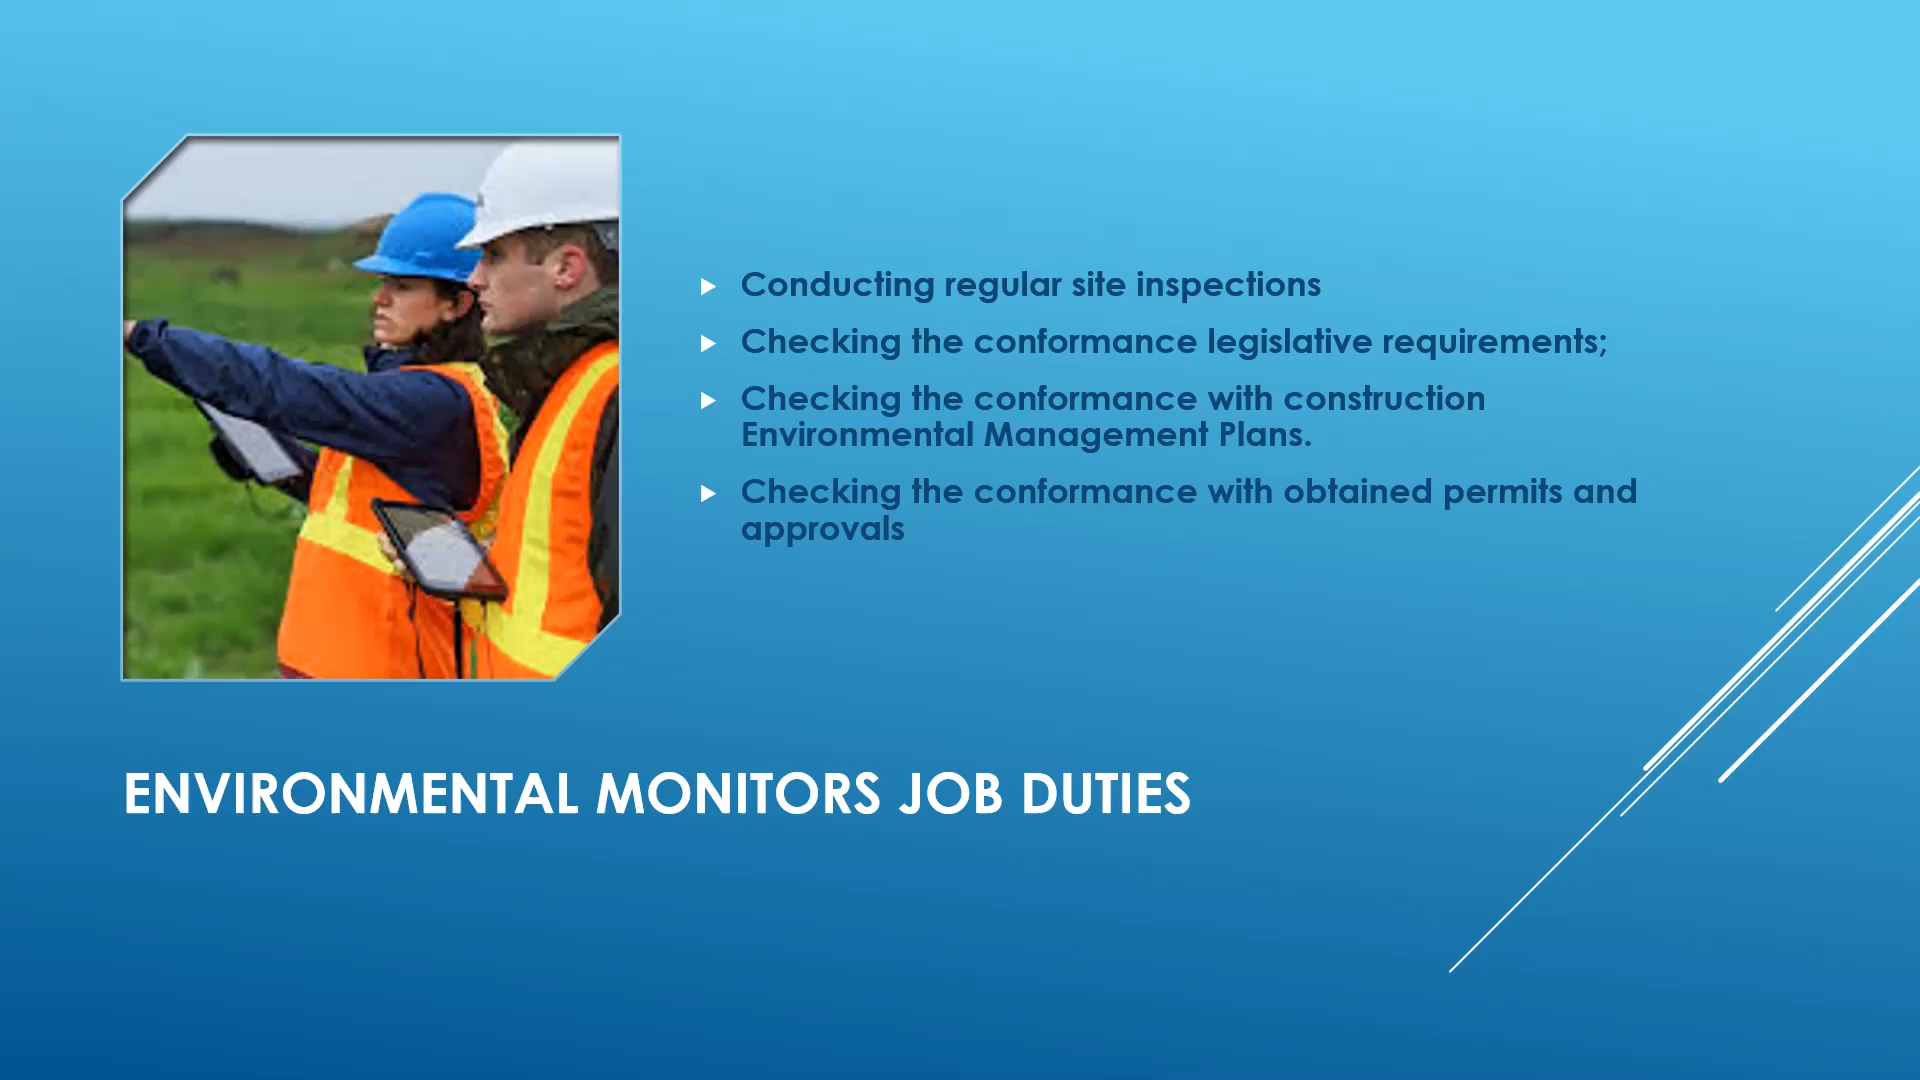 Conducting regular site inspections
Checking the conformance legislative requirements;
Checking the conformance with construction
Environmental Management Plans.
Checking the conformance with obtained permits and
approvals
ENVIRONMENTAL MONITORS JOB DUTIES